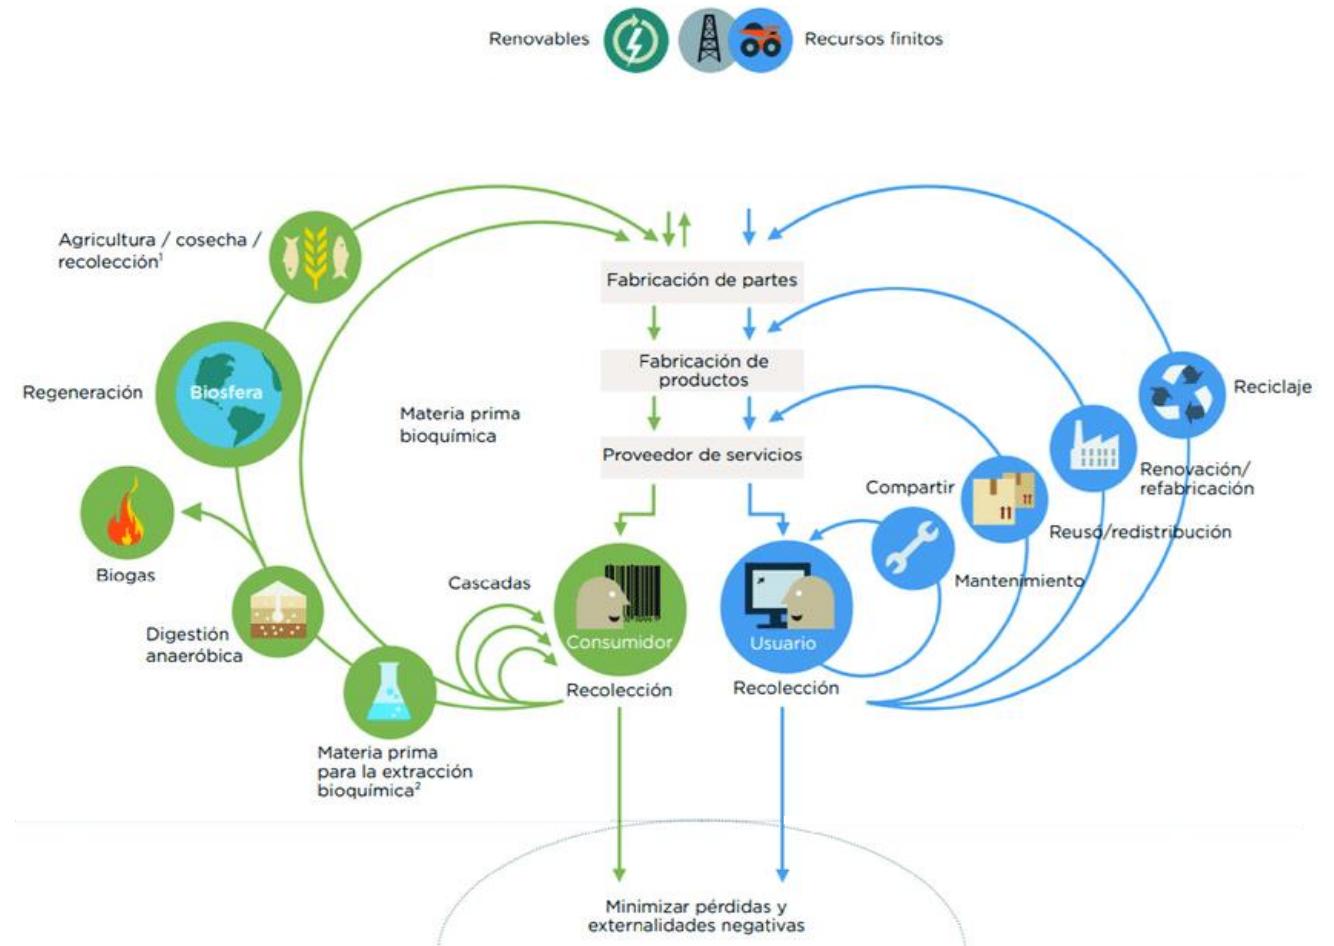 Renovables
Recursos finitos
Agricultura / cosecha /
recolección¹
Fabricación de partes
Fabricación de
productos
Regeneración
Biosfera
Reciclaje
Materia prima
bioquímica
Proveedor de servicios
Renovación/
refabricación
Compartir
Reuso/redistribución
Biogas
Cascadas
Mantenimiento
Digestión
anaeróbica
Consumidor
Usuario
Recolección
Recolección
Materia prima
para la extracción
bioquímica²
Minimizar pérdidas y
externalidades negativas